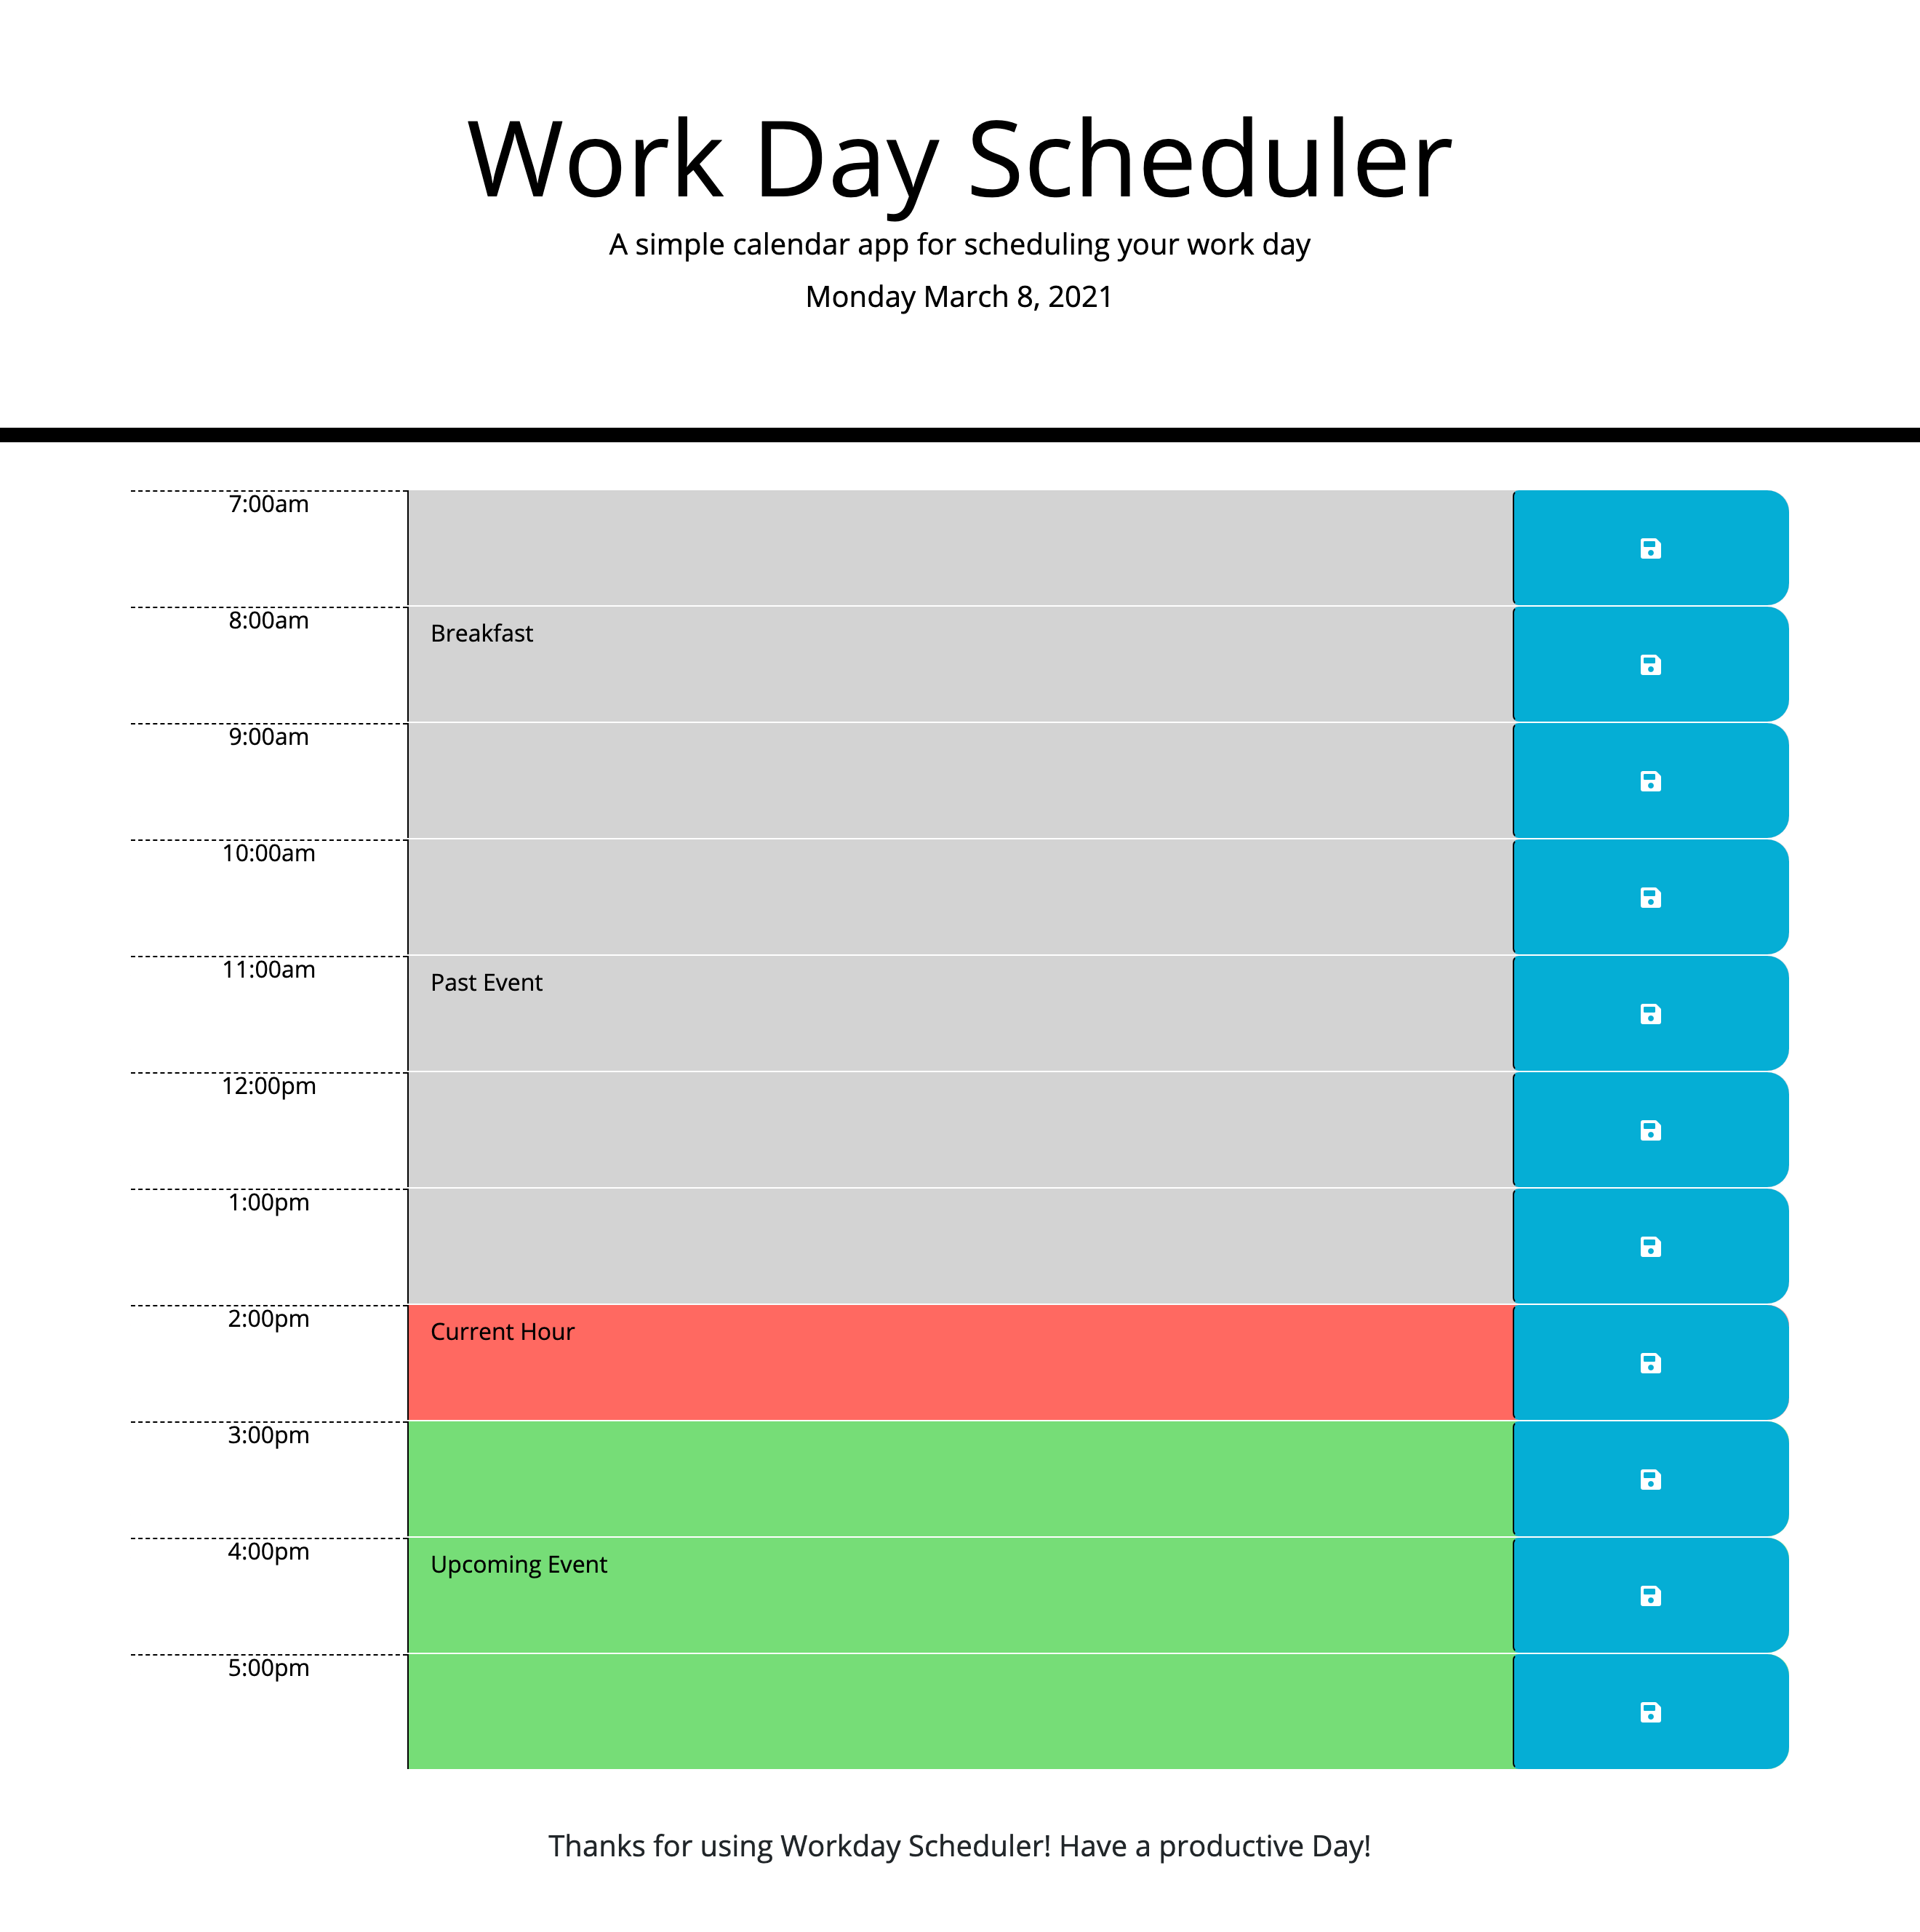 Work Day Scheduler
A simple calendar app for scheduling your work day
Monday March 8, 2021
7:00am
8:00am
Breakfast
9:00am
10:00am
11:00am
Past Event
12:00pm
1:00pm
2:00pm
Current Hour
3:00pm
4:00pm
Upcoming Event
5:00pm
Thanks for using Workday Scheduler! Have a productive Day!